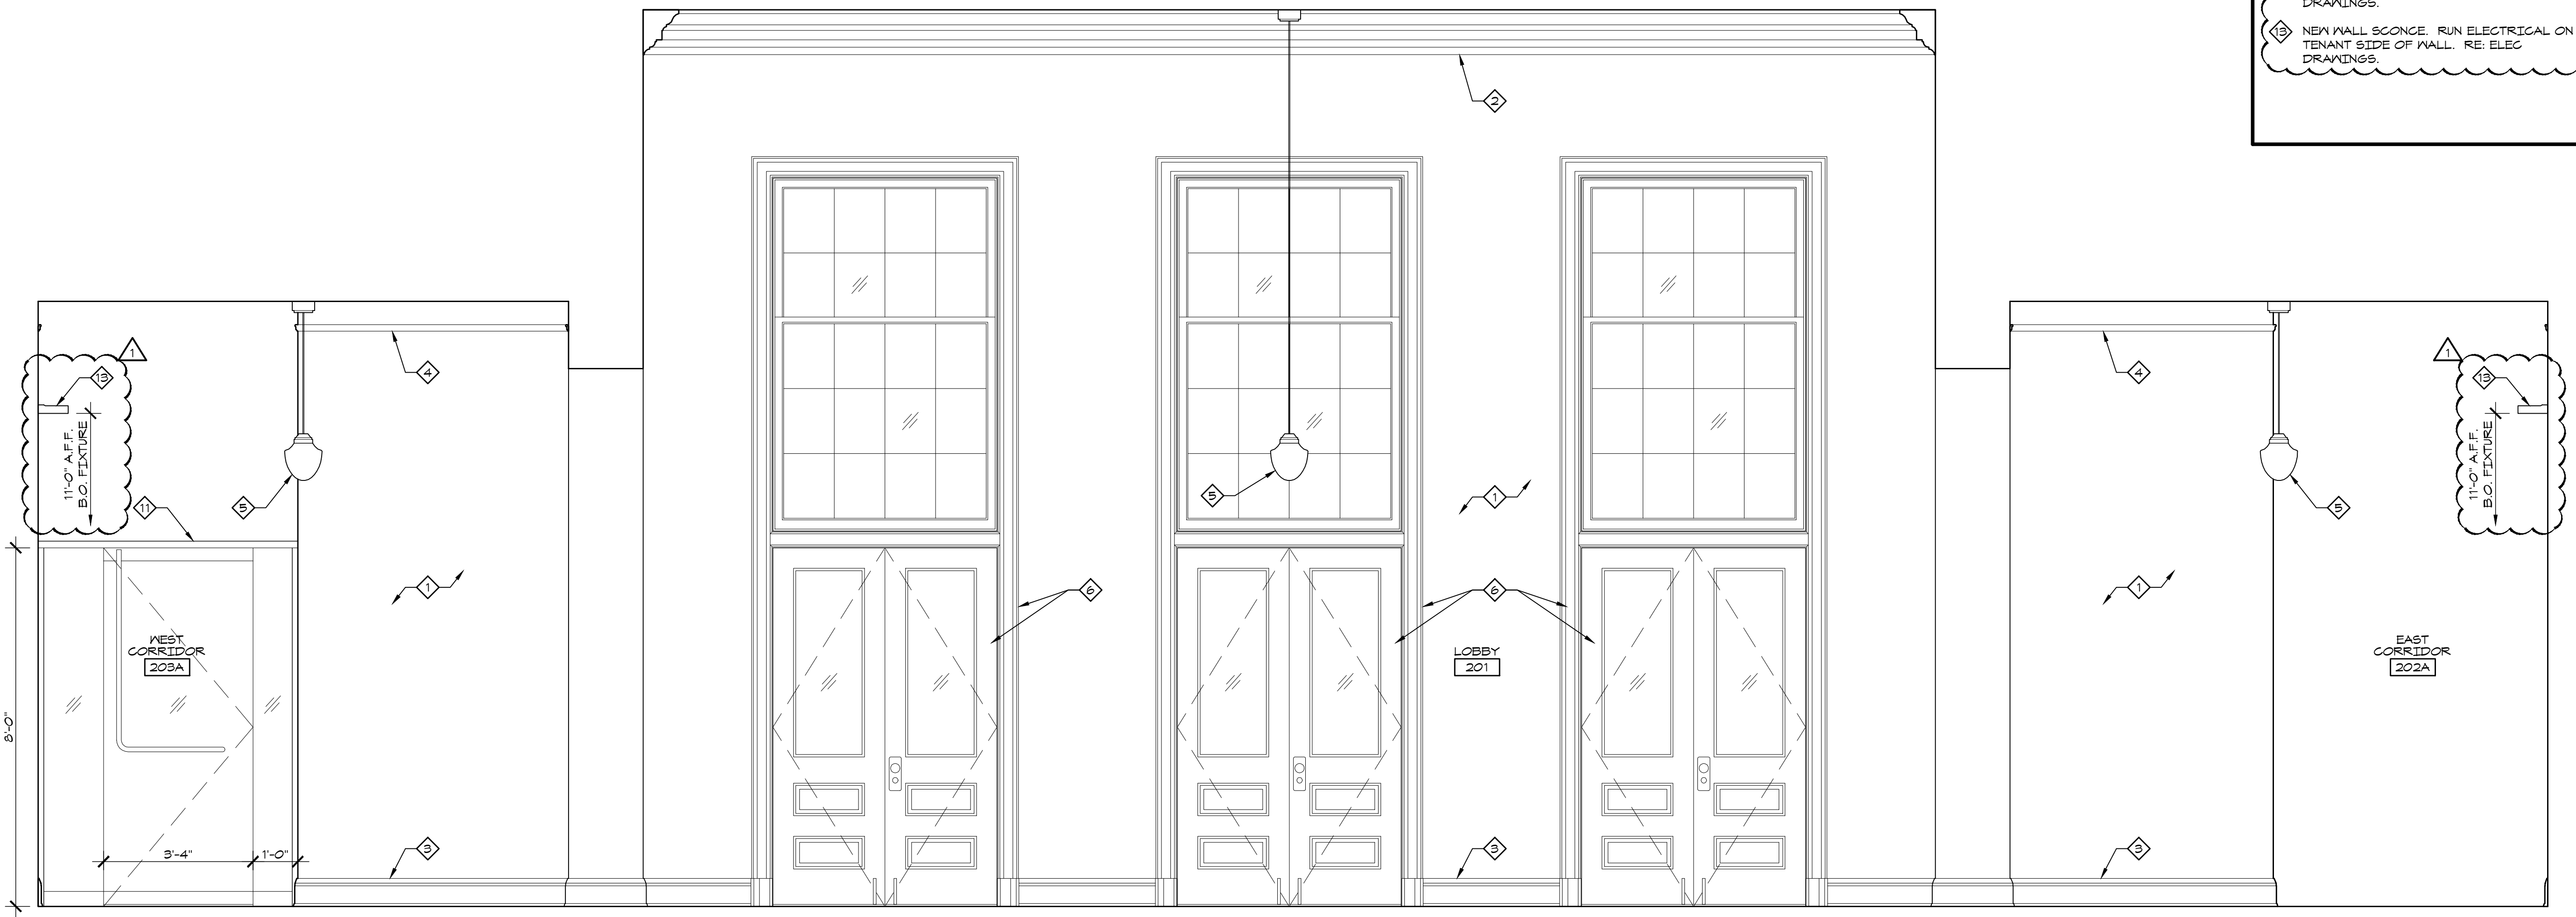 DRAWINGS.
13 NEW WALL SCONCE. RUN ELECTRICAL ON
TENANT SIDE OF WALL. RE: ELEC
DRAWINGS.
2
1
13
11'-0" A.F.F.
B.O. FIXTURE
4
4
1
13
11'-0" A.F.F.
B.O. FIXTURE
11
5
5
1
5
1
6
6
1
WEST
CORRIDOR
203A
LOBBY
201
EAST
CORRIDOR
202A
8'-0"
3'-4"
1'-0"
3
3
3